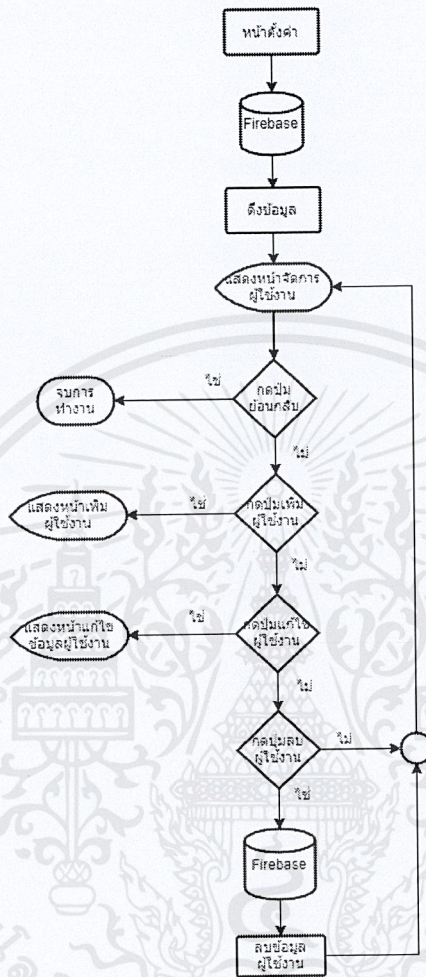 หน้าตั้งค่า
Firebase
ดึงข้อมูล
แสดงหน้าจัดการ
ผู้ใช้งาน
กดปุ่ม
ย้อนกลับ
ใช่
จบการ
ทำงาน
ไม่
กดปุ่มเพิ่ม
ผู้ใช้งาน
ใช่
แสดงหน้าเพิ่ม
ผู้ใช้งาน
ไม่
กดปุ่มแก้ไข
ผู้ใช้งาน
ใช่
แสดงหน้าแก้ไข
ข้อมูลผู้ใช้งาน
ไม่
กดปุ่มลบ
ผู้ใช้งาน
ไม่
ใช่
Firebase
ลบข้อมูล
ผู้ใช้งาน